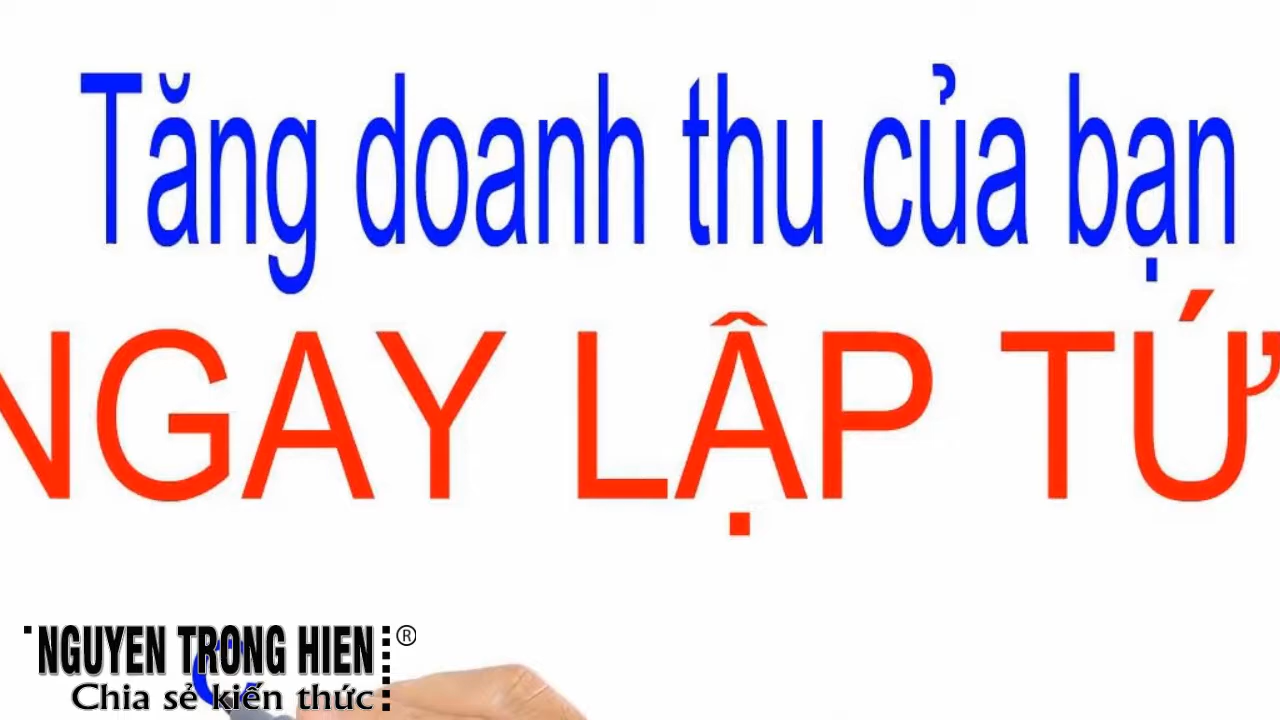 Tăng doanh thu của bạn
NGAY LẬP TỨ
NGUYEN TRONG HIEN®
Chia sẻ kiến thức